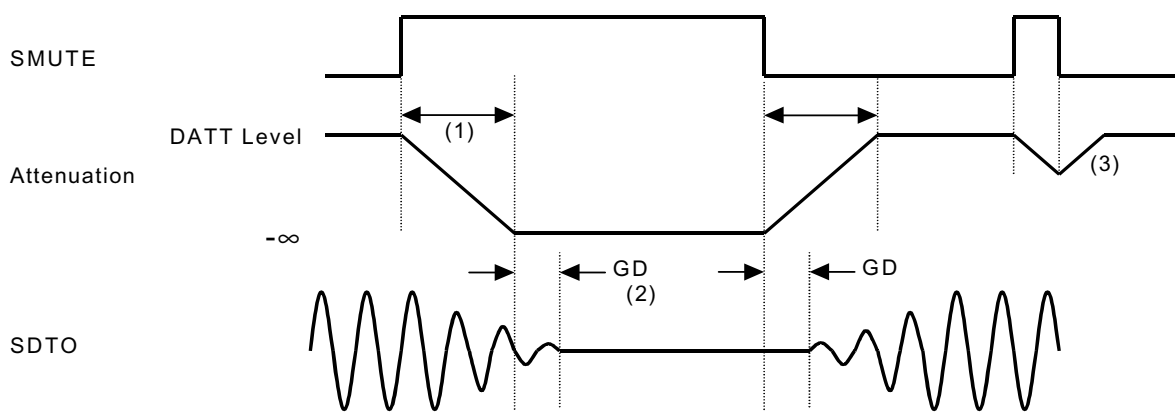 SMUTE
DATT Level
(1)
Attenuation
(3)
-∞
GD
(2)
GD
SDTO